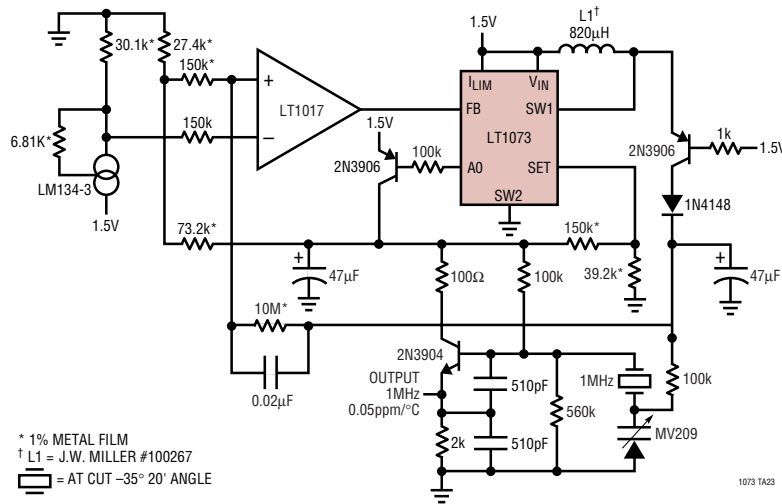 30.1k*
27.4k*
150k*
+
LT1017
−
150k
6.81K*
LM134-3
1.5V
73.2k*
+
47µF
10M*
0.02µF
1.5V
2N3906
100k
1.5V
L1†
820µH
I LIM
V IN
FB
SW1
LT1073
A0
SET
SW2
2N3906
1k
1.5V
1N4148
150k*
39.2k*
+
47µF
100Ω
100k
2N3904
OUTPUT
1MHz
0.05ppm/°C
510pF
510pF
2k
560k
1MHz
100k
MV209
* 1% METAL FILM
† L1 = J.W. MILLER #100267
= AT CUT –35° 20' ANGLE
1073 TA23